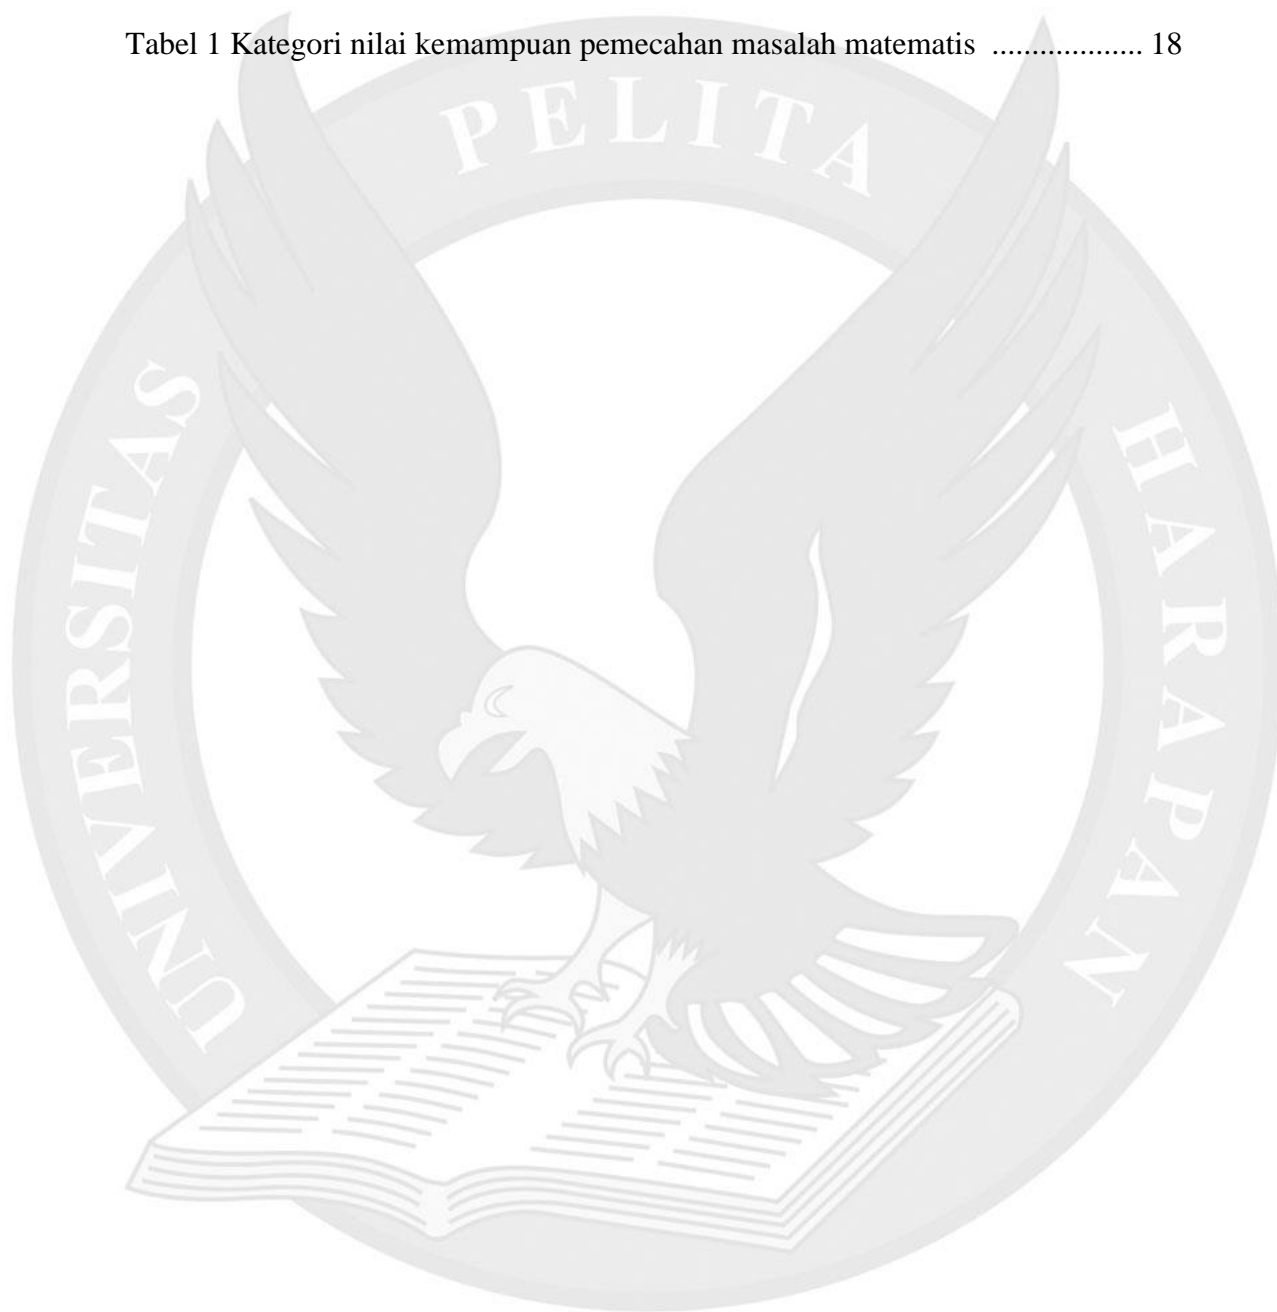 Tabel 1 Kategori nilai kemampuan pemecahan masalah matematis ................... 18
UNIVERSITAS PELITA HARAPAN